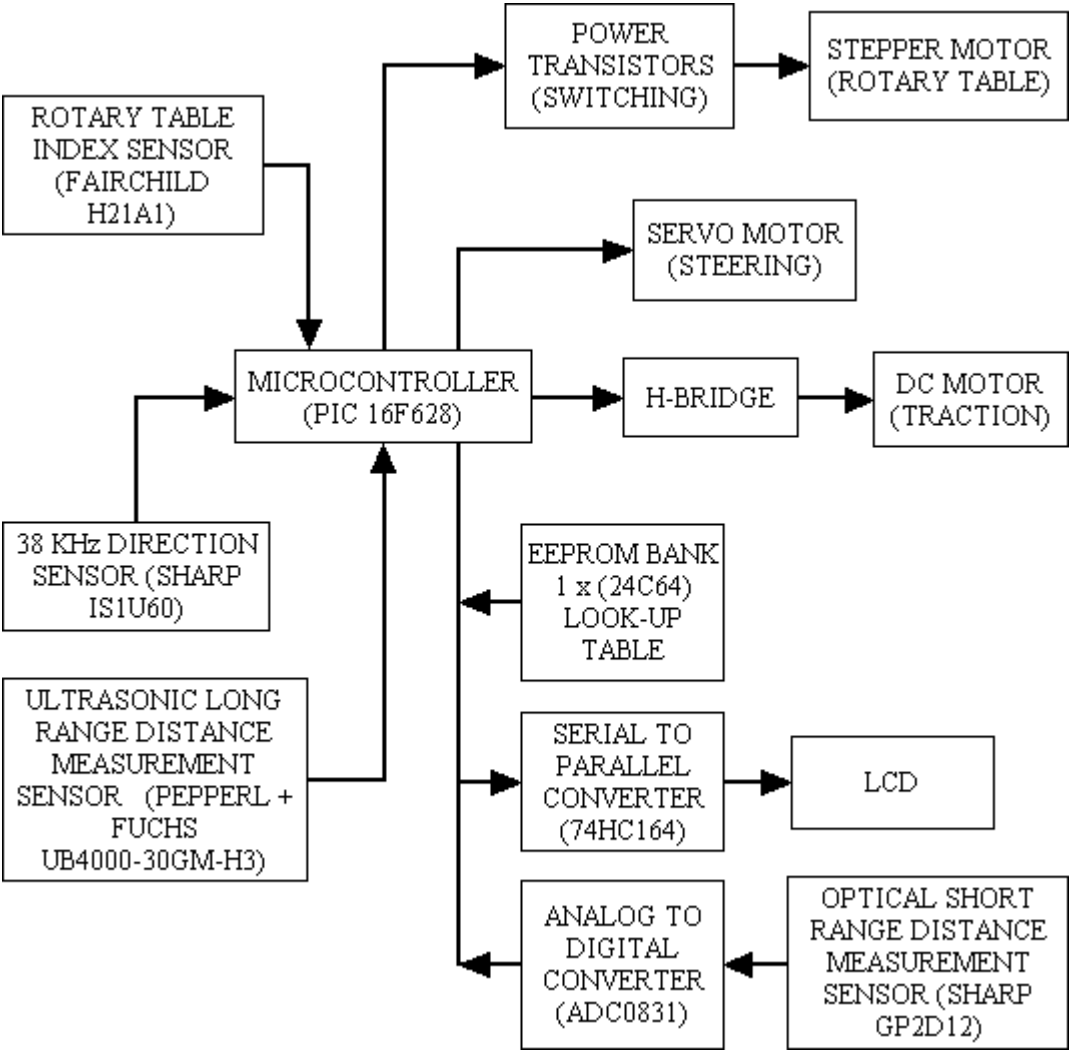 POWER
TRANSISTORS
(SWITCHING)
STEPPER MOTOR
(ROTARY TABLE)
ROTARY TABLE
INDEX SENSOR
(FAIRCHILD
H21A1)
SERVO MOTOR
(STEERING)
MICROCONTROLLER
(PIC 16F628)
H-BRIDGE
DC MOTOR
(TRACTION)
38 KHz DIRECTION
SENSOR (SHARP
IS1U60)
EEPROM BANK
1 x (24C64)
LOOK-UP
TABLE
ULTRASONIC LONG
RANGE DISTANCE
MEASUREMENT
SENSOR (PEPPERL +
FUCHS
UB4000-30GM-H3)
SERIAL TO
PARALLEL
CONVERTER
(74HC164)
LCD
ANALOG TO
DIGITAL
CONVERTER
(ADC0831)
OPTICAL SHORT
RANGE DISTANCE
MEASUREMENT
SENSOR (SHARP
GP2D12)